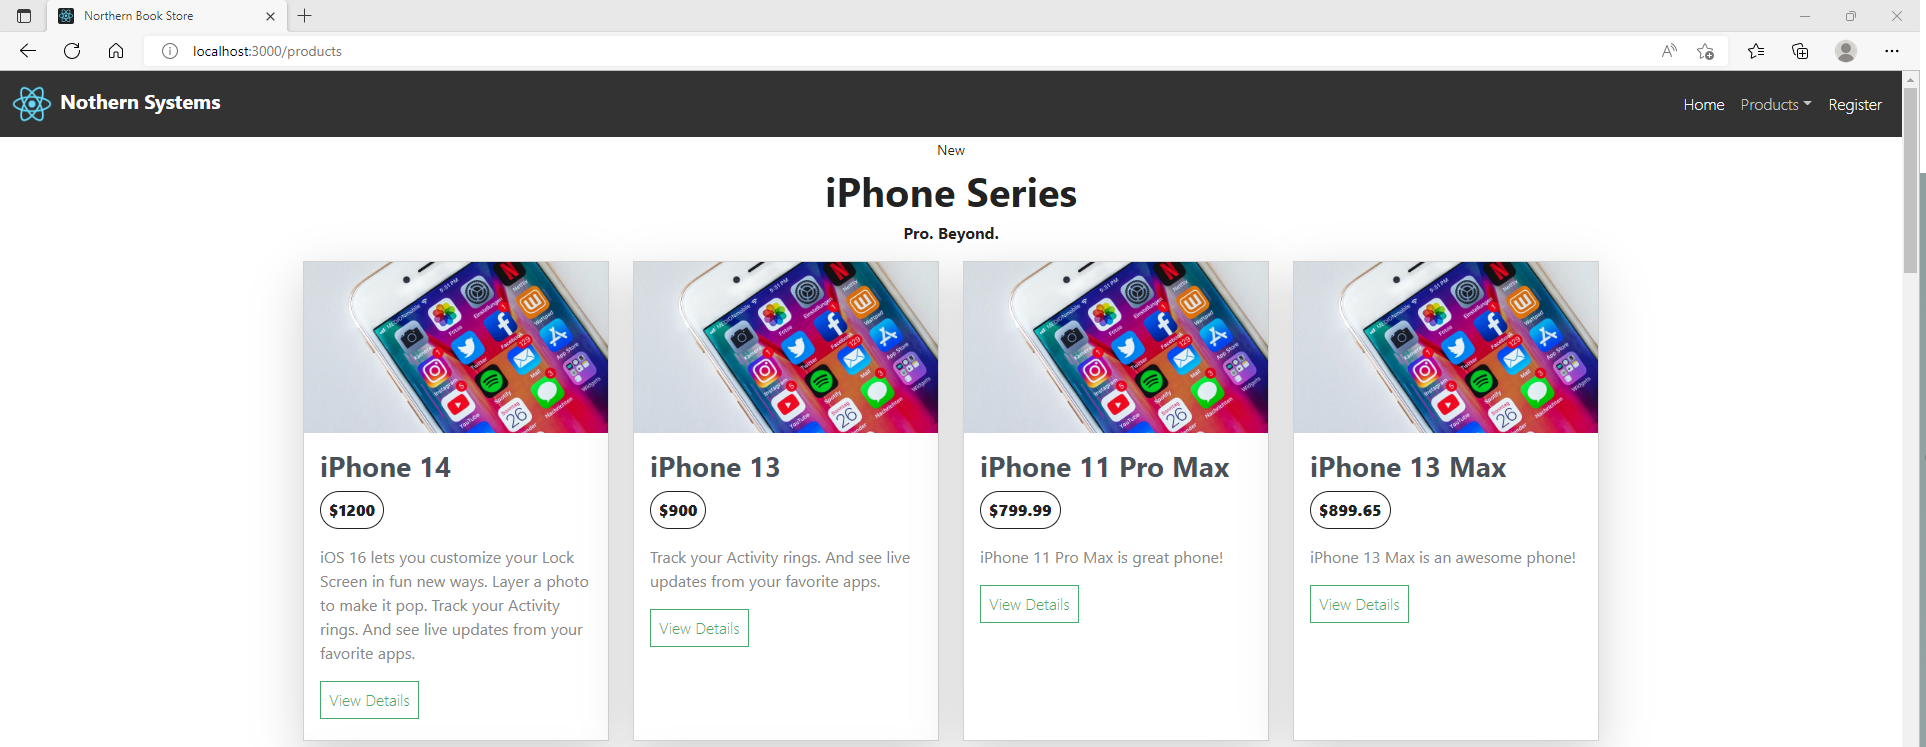 Northern Book Store
localhost:3000/products
Nothern Systems
Home Products Register
New
iPhone Series
Pro. Beyond.
iPhone 14
$1200
iOS 16 lets you customize your Lock
Screen in fun new ways. Layer a photo
to make it pop. Track your Activity
rings. And see live updates from your
favorite apps.
View Details
iPhone 13
$900
Track your Activity rings. And see live
updates from your favorite apps.
View Details
iPhone 11 Pro Max
$799.99
iPhone 11 Pro Max is great phone!
View Details
iPhone 13 Max
$899.65
iPhone 13 Max is an awesome phone!
View Details